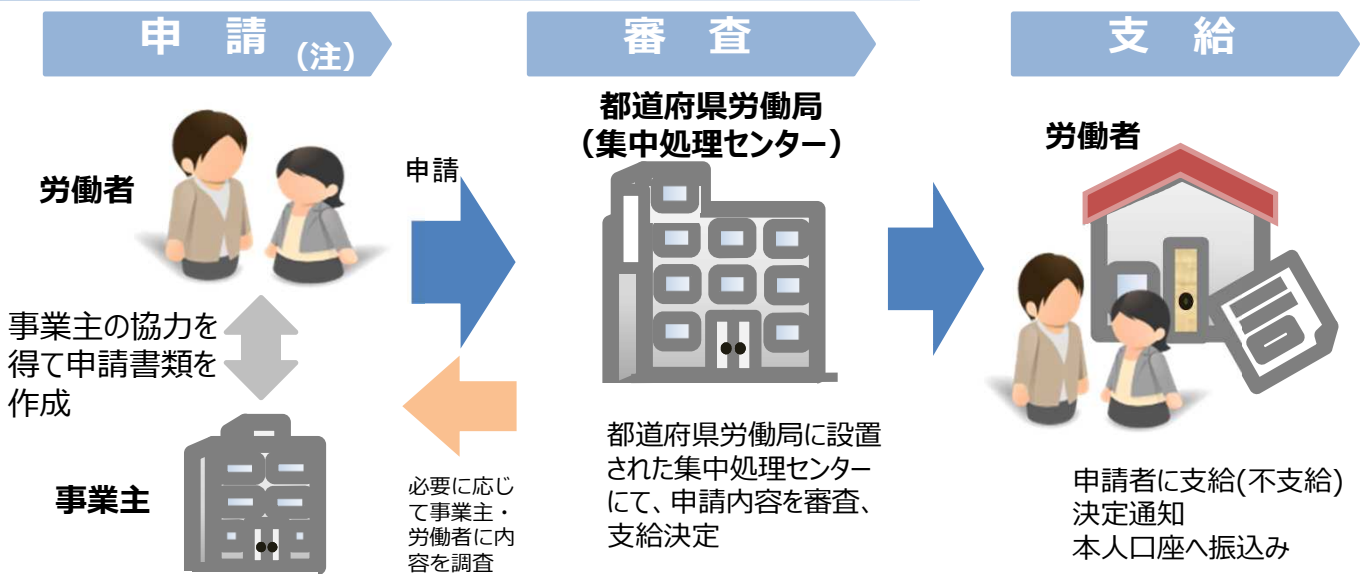 申 請 (注)
審 査
支 給
労働者
事業主の協力を
得て申請書類を
作成
事業主
申請
必要に応じ
て事業主・
労働者に内
容を調査
都道府県労働局
（集中処理センター）
都道府県労働局に設置
された集中処理センター
にて、申請内容を審査、
支給決定
労働者
申請者に支給(不支給)
決定通知
本人口座へ振込み